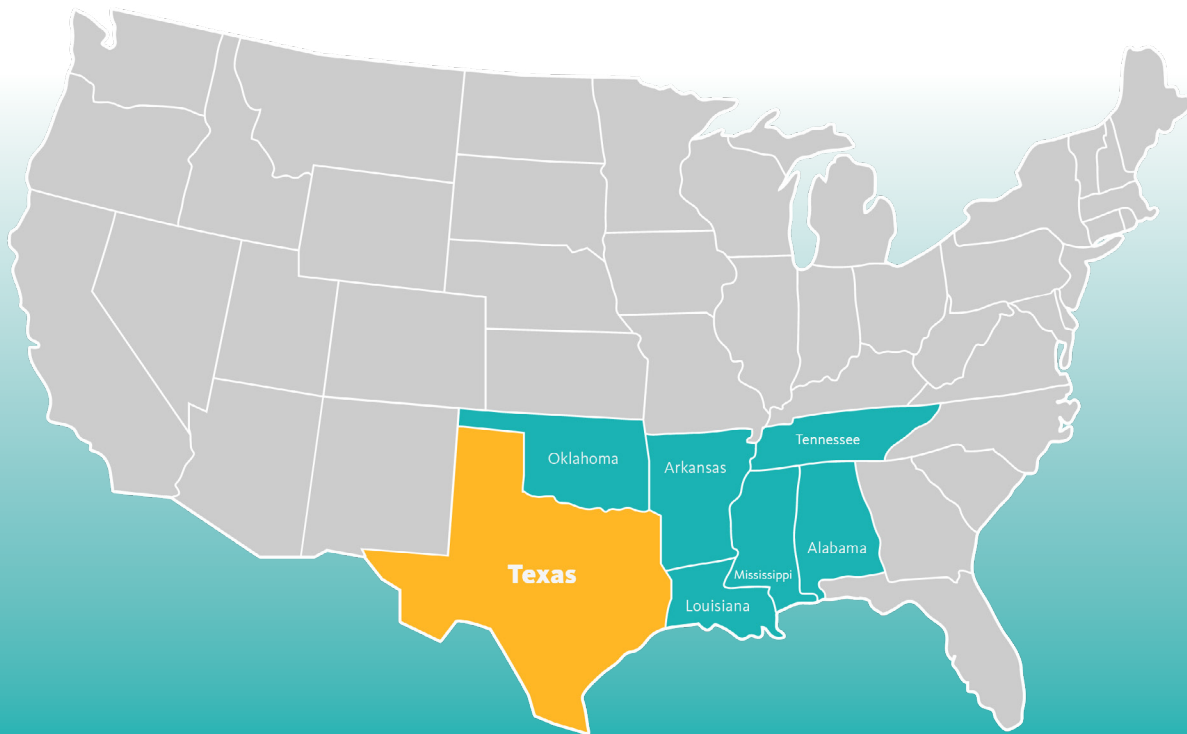 Tennessee
Oklahoma
Arkansas
Alabama
Texas
Mississippi
Louisiana